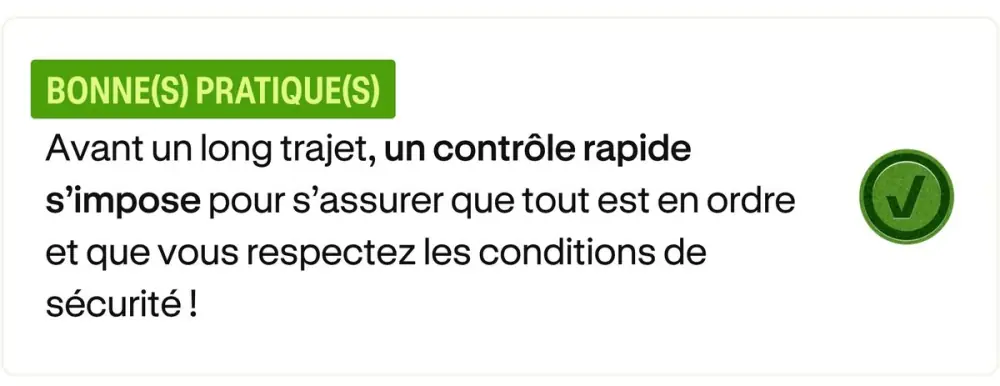 BONNE(S) PRATIQUE(S)
Avant un long trajet, un contrôle rapide
s’impose pour s’assurer que tout est en ordre
et que vous respectez les conditions de
sécurité !